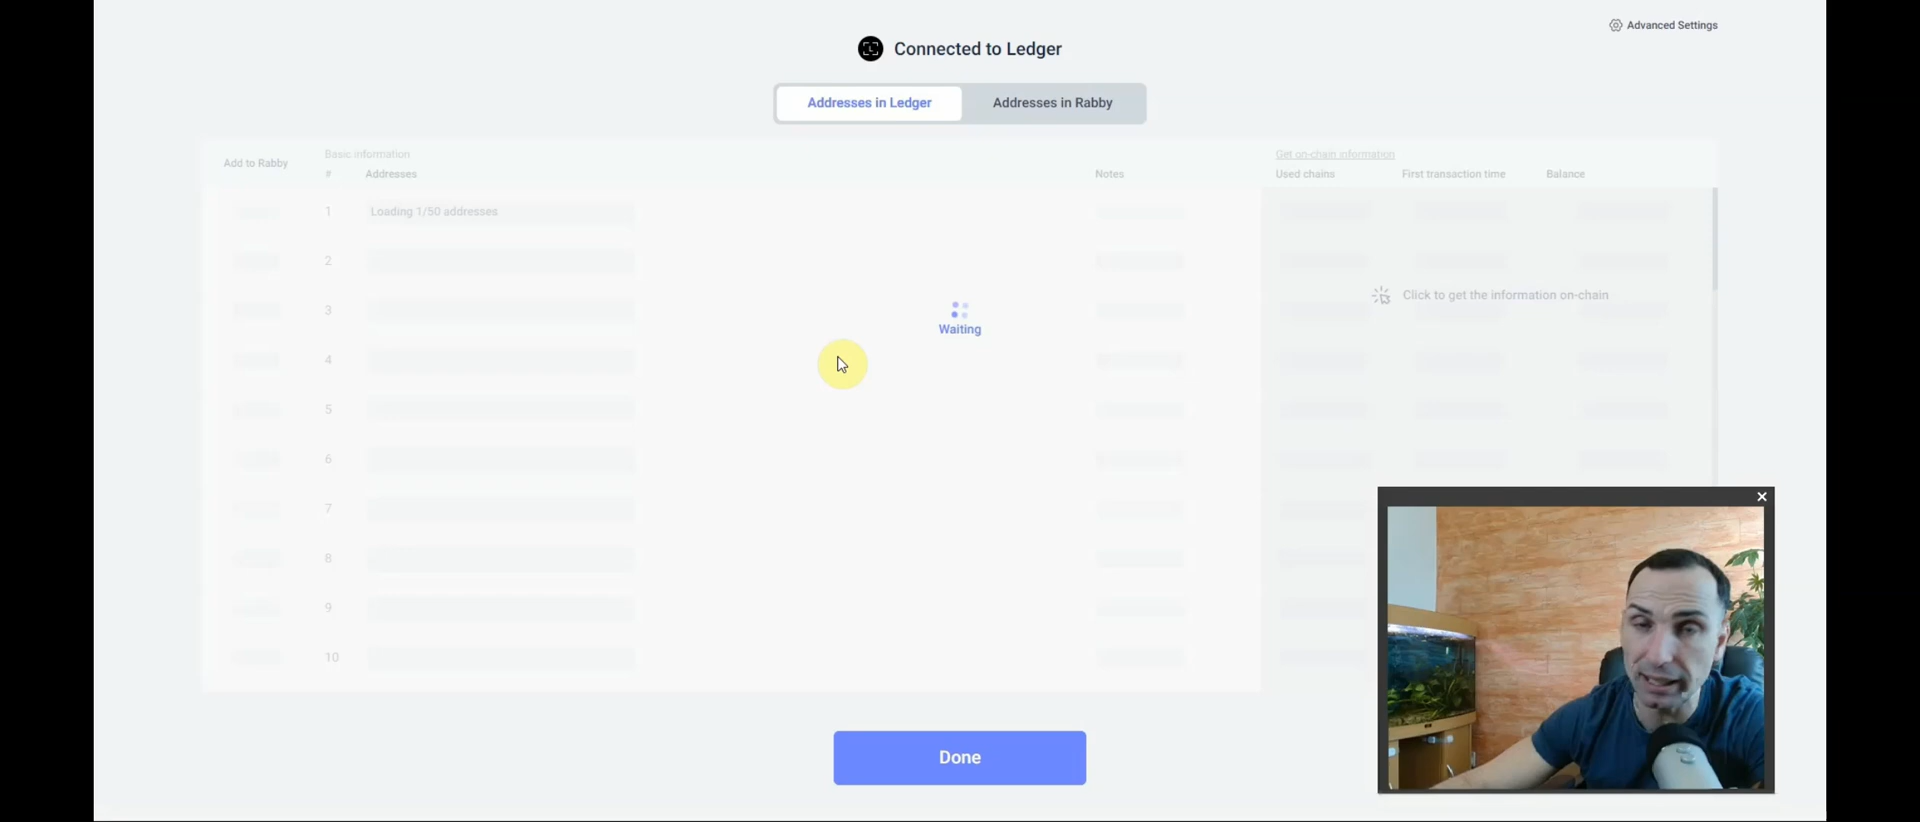 Advanced Settings
Connected to Ledger
Addresses in Ledger
Addresses in Rabby
Add to Rabby
Basic information
Get on-chain information
#
Addresses
Notes
Used chains
First transaction time
Balance
1
Loading 1/50 addresses
2
3
Click to get the information on-chain
Waiting
4
5
6
7
8
9
10
Done